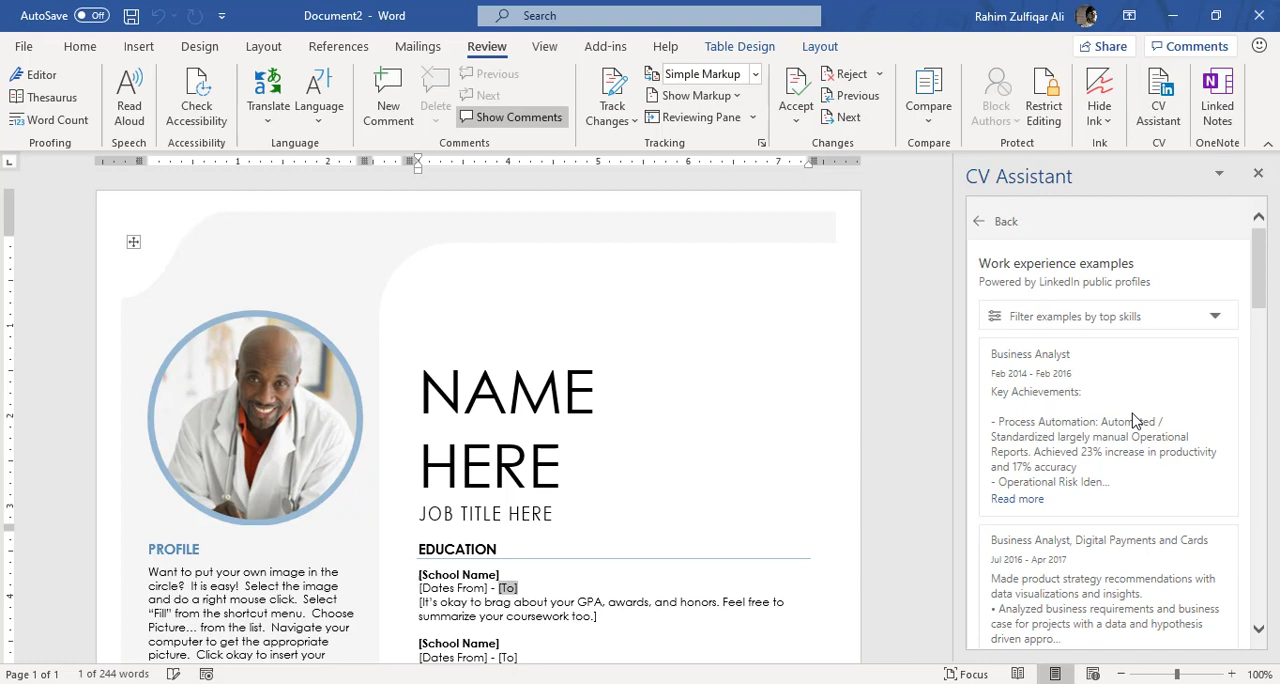 AutoSave Off Document2 - Word Search Rahim Zulfiqar Ali
File Home Insert Design Layout References Mailings Review View Add-ins Help Table Design Layout Share Comments
Editor
Thesaurus
Word Count
Proofing
Read Aloud
Speech
Check Accessibility
Accessibility
Translate
Language
Language
New Comment
Delete
Previous
Next
Show Comments
Comments
Track Changes
Simple Markup
Show Markup
Reviewing Pane
Tracking
Accept
Reject
Previous
Next
Changes
Compare
Compare
Block Authors
Restrict Editing
Protect
Hide Ink
Ink
CV Assistant
CV
Linked Notes
OneNote
1 2 4 5 6 7
NAME
HERE
JOB TITLE HERE
PROFILE
Want to put your own image in the
circle? It is easy! Select the image
and do a right mouse click. Select
“Fill” from the shortcut menu. Choose
Picture… from the list. Navigate your
computer to get the appropriate
picture. Click okay to insert your
EDUCATION
[School Name]
[Dates From] - [To]
[It’s okay to brag about your GPA, awards, and honors. Feel free to
summarize your coursework too.]
[School Name]
[Dates From] - [To]
CV Assistant
Back
Work experience examples
Powered by LinkedIn public profiles
Filter examples by top skills
Business Analyst
Feb 2014 - Feb 2016
Key Achievements:
- Process Automation: Automated /
Standardized largely manual Operational
Reports. Achieved 23% increase in productivity
and 17% accuracy
- Operational Risk Iden...
Read more
Business Analyst, Digital Payments and Cards
Jul 2016 - Apr 2017
Made product strategy recommendations with
data visualizations and insights.
• Analyzed business requirements and business
case for projects with a data and hypothesis
driven appro...
Page 1 of 1 1 of 244 words Focus 100%